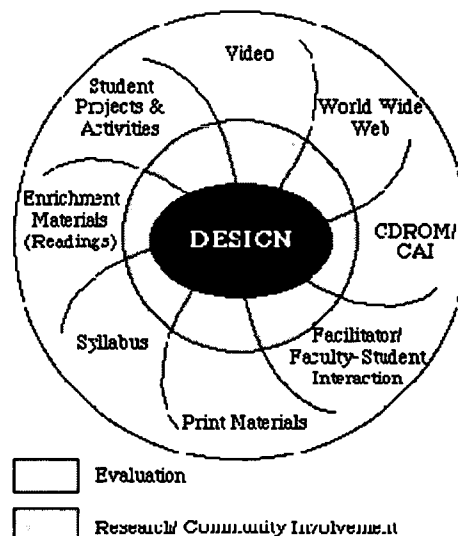 Video
Student
Projects &
Activities
World Wide
Web
Enrichment
Materials
(Readings)
DESIGN
CDROM/
CAI
Syllabus
Facilitator/
Faculty-Student
Interaction
Print Materials
Evaluation
Research/ Community Involvement